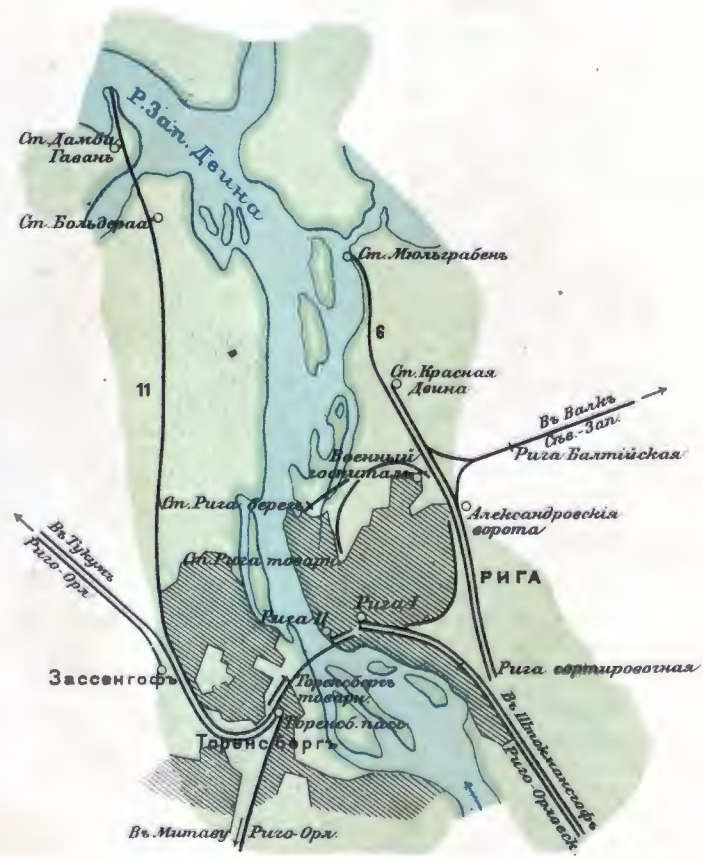 Р. Зап. Двина
Ст. Дамба
Гавань
Ст. Больдераа
Ст. Мюльграбенъ
6
11
Ст. Красная
Двина
Въ Валкъ
Сѣв.-Зап.
Рига Балтійская
Военный
госпиталь
Ст. Рига берегъ
Александровскія
ворота
Въ Тукумъ
Риго-Орл
Ст. Рига товарн.
РИГА
Рига II
Рига I
Зассенгофъ
Рига сортировочная
Торенсбергъ
товарн.
Торенсб. пасс.
Торенсбергъ
Въ Штокмансгофъ
Риго-Орловск.
Въ Митаву
Риго-Орл.